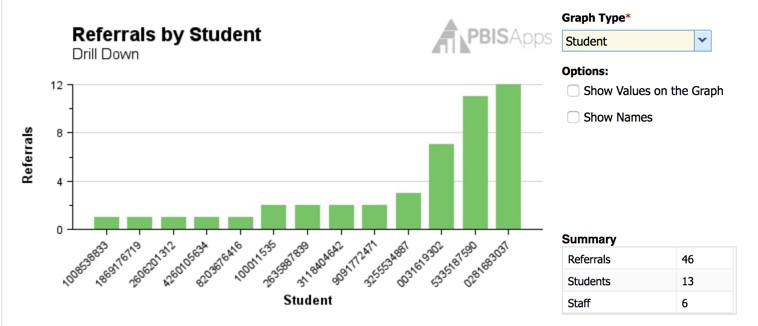 Referrals by Student
Drill Down
PBISApps
Referrals
12
8
4
0
1008538833
1869176719
2606201312
4260105634
8203676416
100011535
2635887839
3118404642
9091772471
3255534887
0031619302
5335187590
0281683037
Student
Graph Type*
Student
Options:
Show Values on the Graph
Show Names
Summary
Referrals 46
Students 13
Staff 6